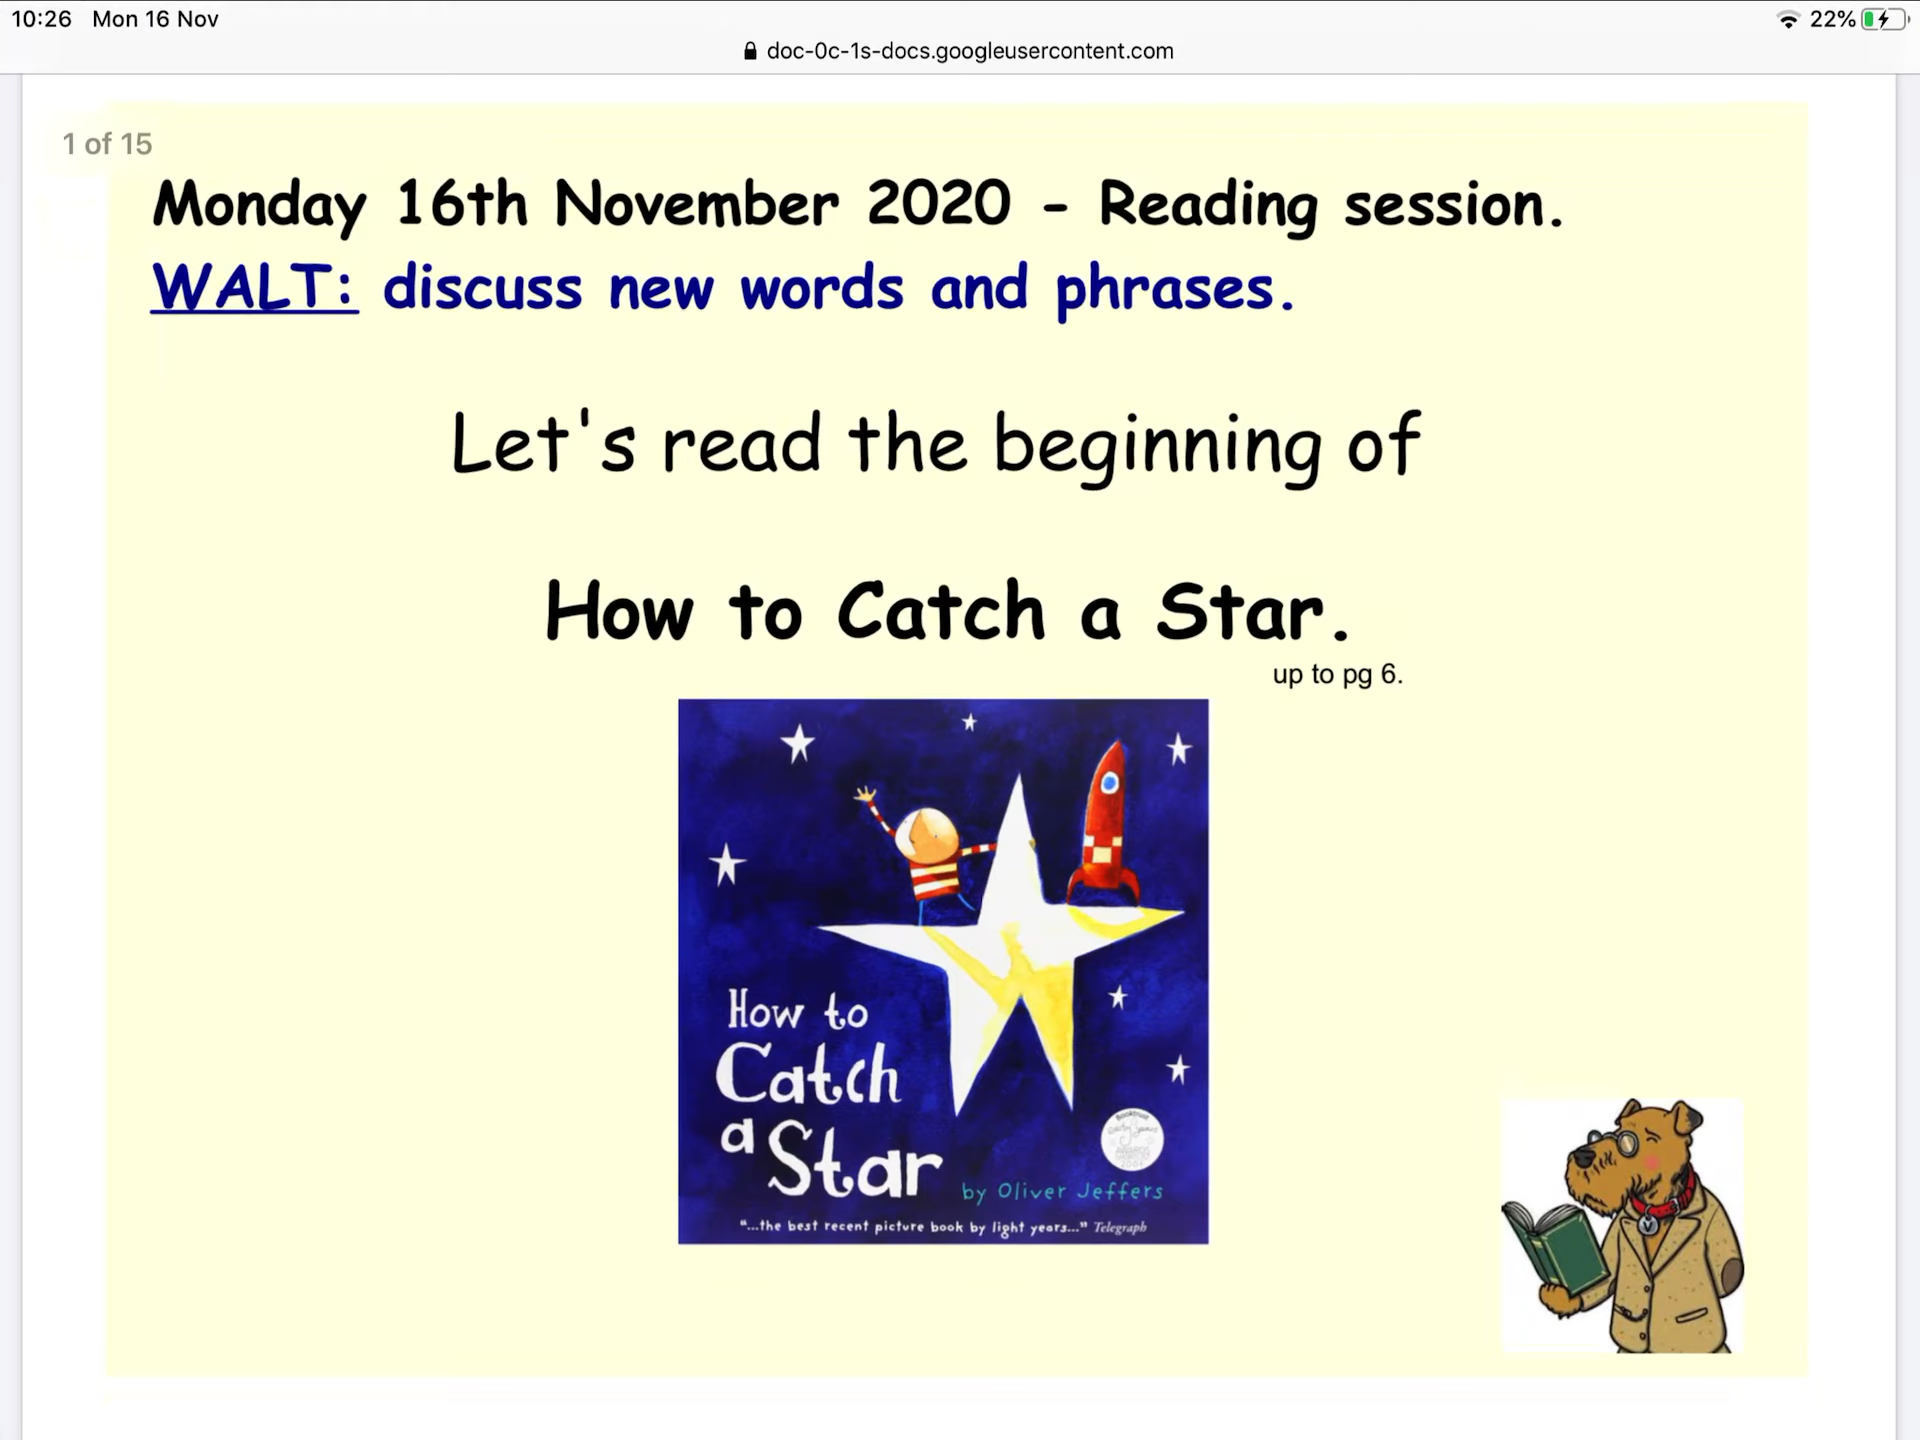 10:26 Mon 16 Nov
22%
doc-0c-1s-docs.googleusercontent.com
1 of 15
Monday 16th November 2020 - Reading session.
WALT: discuss new words and phrases.
Let's read the beginning of
How to Catch a Star.
up to pg 6.
How to
Catch
a Star
by Oliver Jeffers
"...the best recent picture book by light years..." Telegraph
V